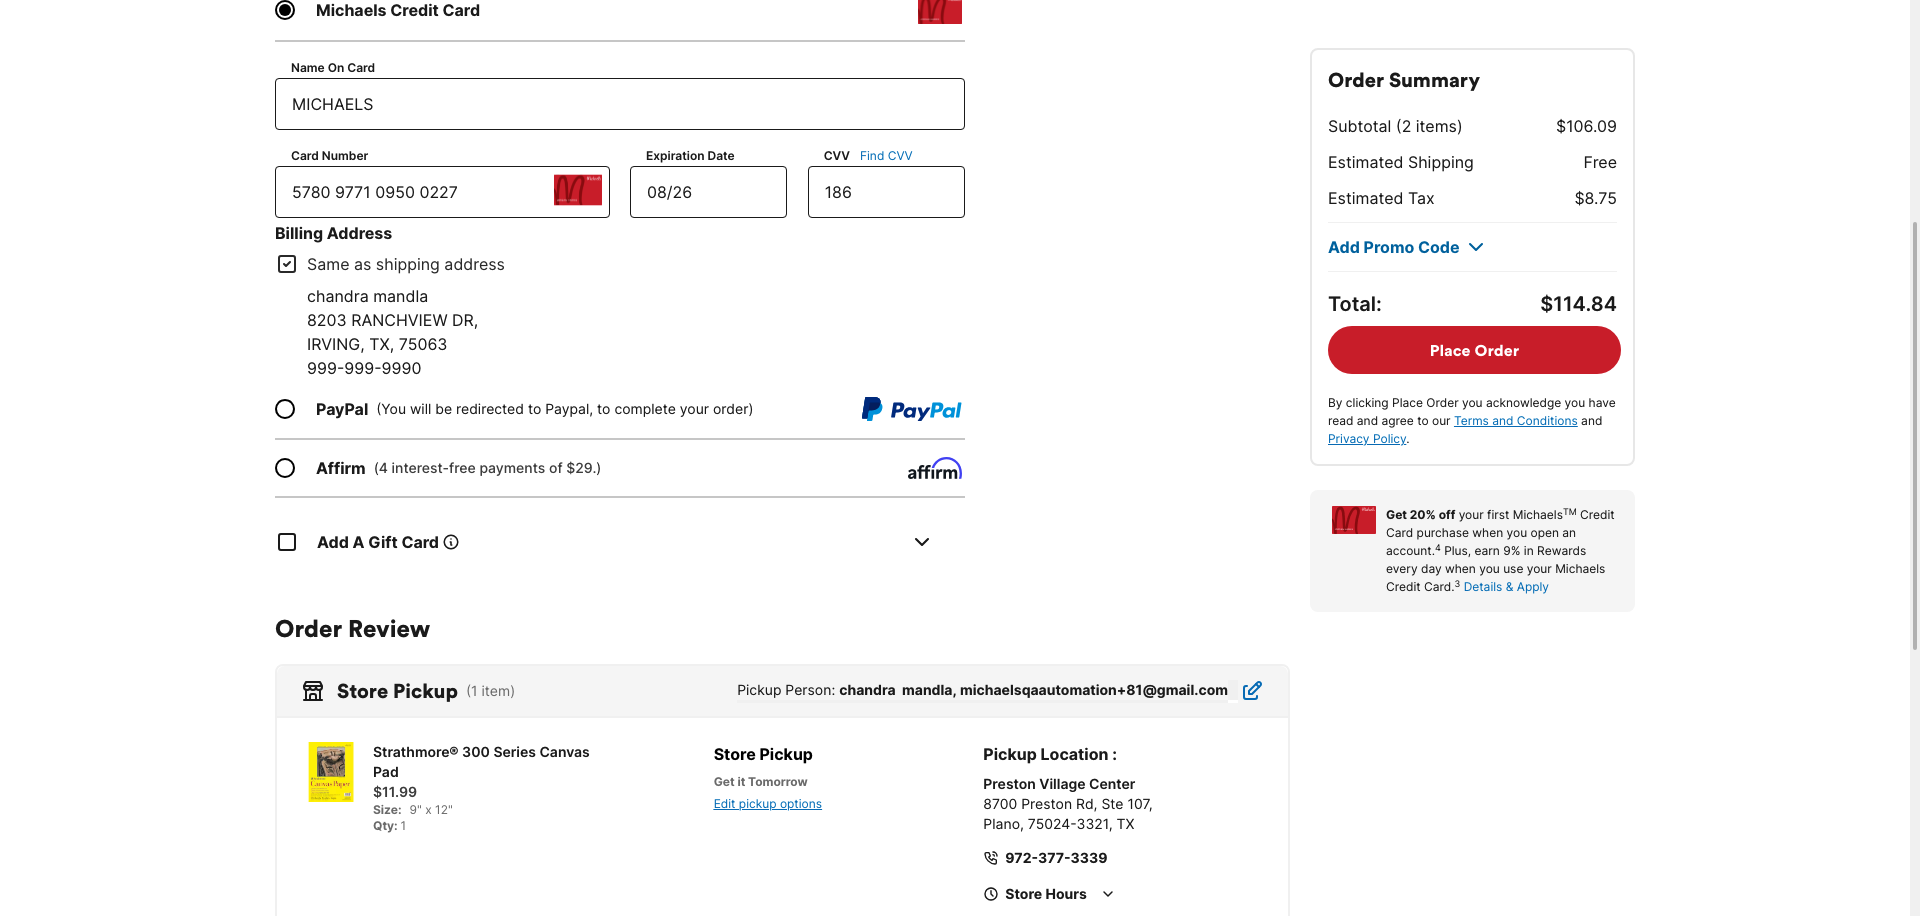 Michaels Credit Card
Name On Card
MICHAELS
Card Number
Expiration Date
CVV Find CVV
5780 9771 0950 0227
08/26
186
Billing Address
Same as shipping address
chandra mandla
8203 RANCHVIEW DR,
IRVING, TX, 75063
999-999-9990
PayPal (You will be redirected to Paypal, to complete your order)
PayPal
Affirm (4 interest-free payments of $29.)
affirm
Add A Gift Card
Order Summary
Subtotal (2 items) $106.09
Estimated Shipping Free
Estimated Tax $8.75
Add Promo Code
Total: $114.84
Place Order
By clicking Place Order you acknowledge you have
read and agree to our Terms and Conditions and
Privacy Policy.
Get 20% off your first Michaels™ Credit
Card purchase when you open an
account.⁴ Plus, earn 9% in Rewards
every day when you use your Michaels
Credit Card.³ Details & Apply
Order Review
Store Pickup (1 item)
Pickup Person: chandra mandla, michaelsqaautomation+81@gmail.com
Strathmore® 300 Series Canvas
Pad
$11.99
Size: 9" x 12"
Qty: 1
Store Pickup
Get it Tomorrow
Edit pickup options
Pickup Location :
Preston Village Center
8700 Preston Rd, Ste 107,
Plano, 75024-3321, TX
972-377-3339
Store Hours